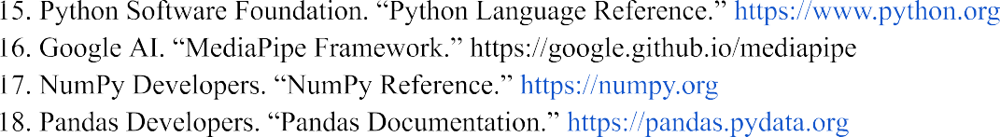 15. Python Software Foundation. “Python Language Reference.” https://www.python.org
16. Google AI. “MediaPipe Framework.” https://google.github.io/mediapipe
17. NumPy Developers. “NumPy Reference.” https://numpy.org
18. Pandas Developers. “Pandas Documentation.” https://pandas.pydata.org